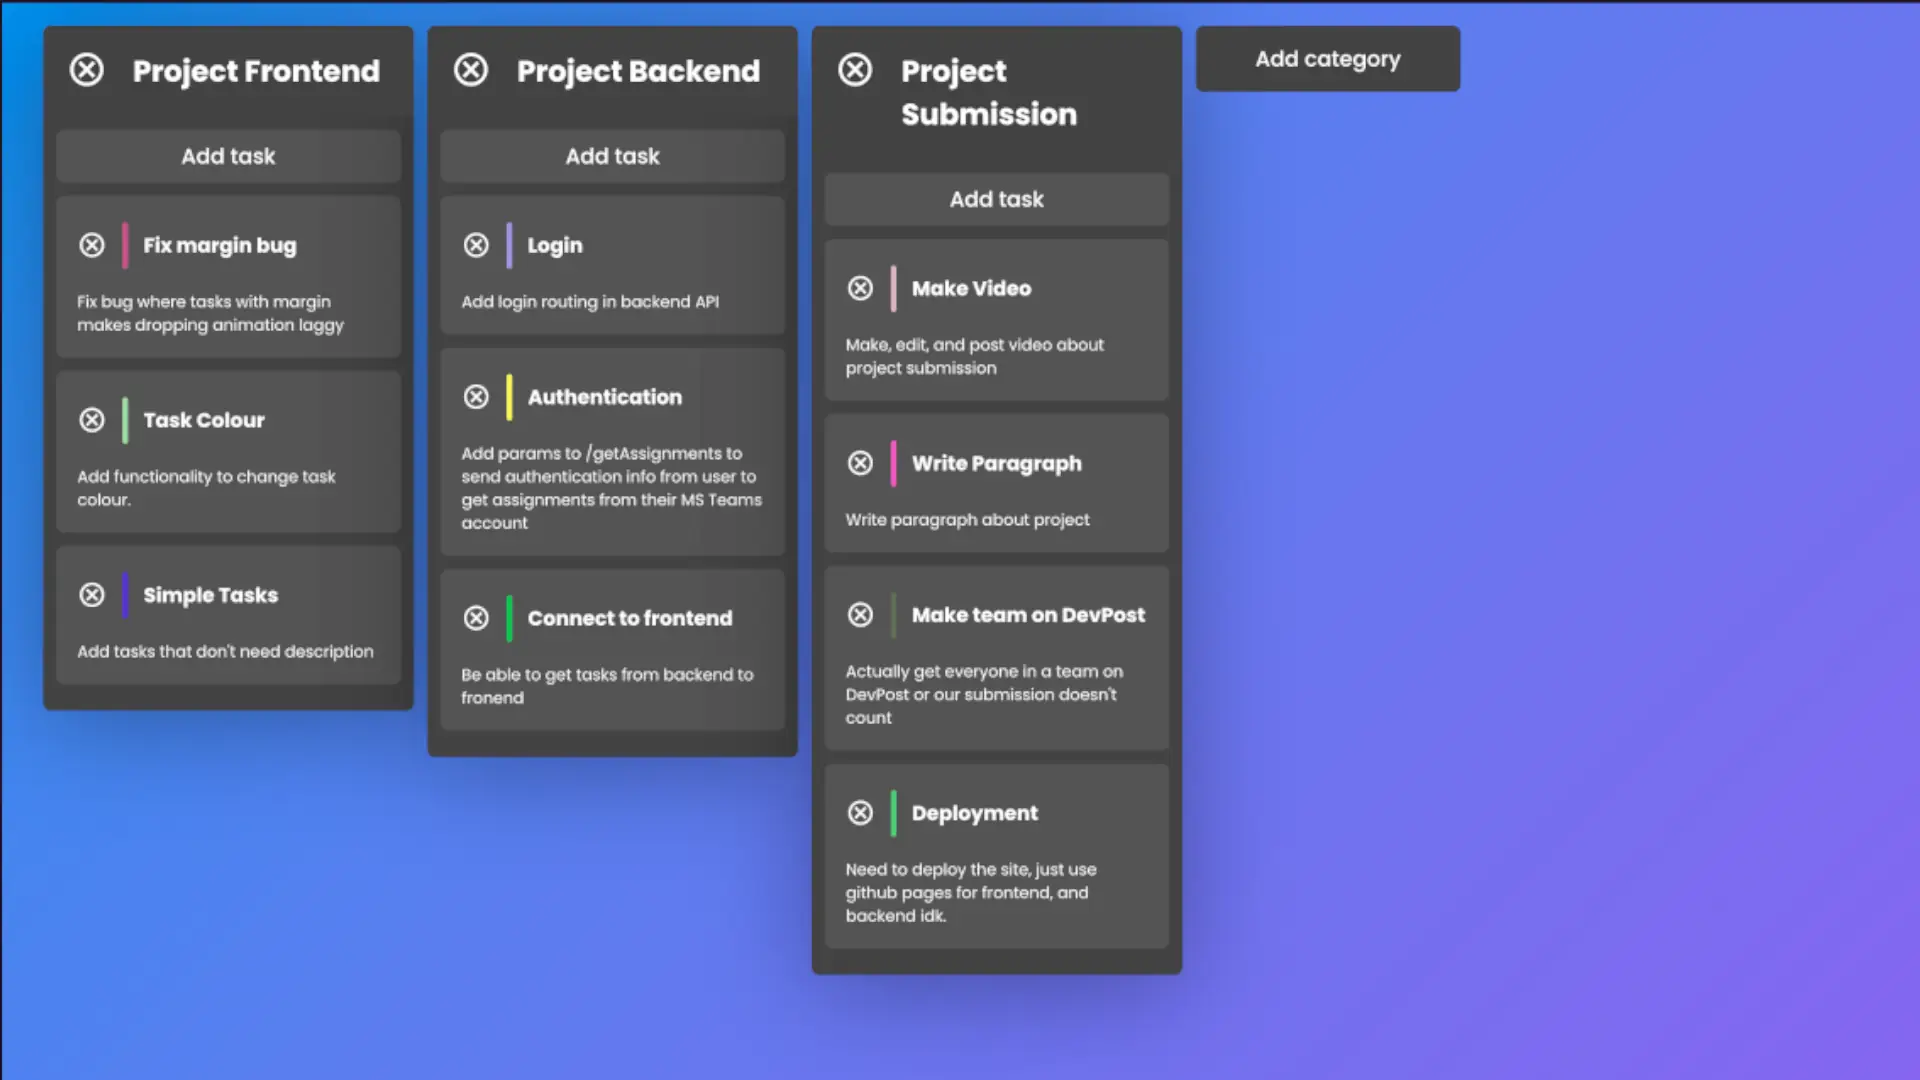 Project Frontend
Add task
Fix margin bug
Fix bug where tasks with margin
makes dropping animation laggy
Task Colour
Add functionality to change task
colour.
Simple Tasks
Add tasks that don't need description
Project Backend
Add task
Login
Add login routing in backend API
Authentication
Add params to /getAssignments to
send authentication info from user to
get assignments from their MS Teams
account
Connect to frontend
Be able to get tasks from backend to
fronend
Project
Submission
Add task
Make Video
Make, edit, and post video about
project submission
Write Paragraph
Write paragraph about project
Make team on DevPost
Actually get everyone in a team on
DevPost or our submission doesn't
count
Deployment
Need to deploy the site, just use
github pages for frontend, and
backend idk.
Add category